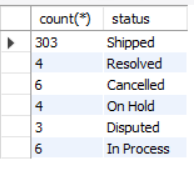 count(*) status
303 Shipped
4 Resolved
6 Cancelled
4 On Hold
3 Disputed
6 In Process